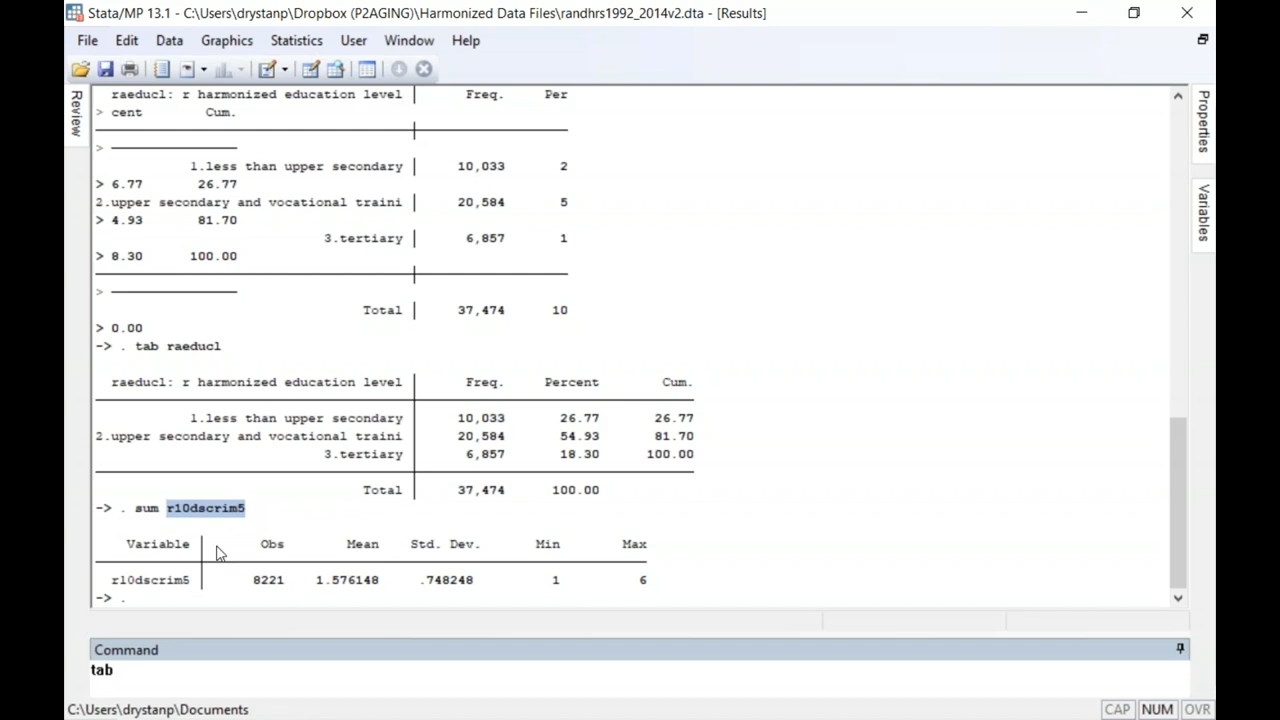 Stata/MP 13.1 - C:\Users\drystanp\Dropbox (P2AGING)\Harmonized Data Files\randhrs1992_2014v2.dta - [Results]
File Edit Data Graphics Statistics User Window Help
Review
Properties
Variables
raeducl: r harmonized education level | Freq. Per
> cent Cum.
>
1.less than upper secondary | 10,033 2
> 6.77 26.77
2.upper secondary and vocational traini | 20,584 5
> 4.93 81.70
3.tertiary | 6,857 1
> 8.30 100.00
>
Total | 37,474 10
> 0.00
-> . tab raeducl
raeducl: r harmonized education level | Freq. Percent Cum.
1.less than upper secondary | 10,033 26.77 26.77
2.upper secondary and vocational traini | 20,584 54.93 81.70
3.tertiary | 6,857 18.30 100.00
Total | 37,474 100.00
-> . sum r10dscrim5
Variable | Obs Mean Std. Dev. Min Max
r10dscrim5 | 8221 1.576148 .748248 1 6
-> .
Command
tab
C:\Users\drystanp\Documents
CAP NUM OVR